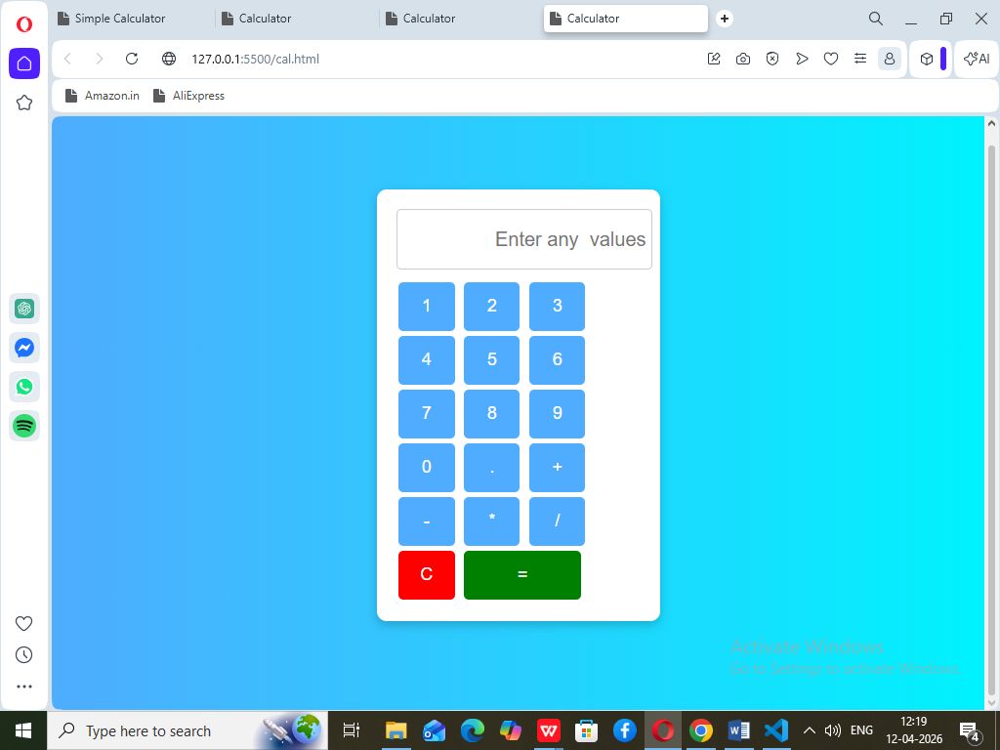 Simple Calculator
Calculator
Calculator
Calculator
127.0.0.1:5500/cal.html
AI
Amazon.in
AliExpress
Enter any  values
1 2 3
4 5 6
7 8 9
0 . +
- * /
C =
Activate Windows
Go to Settings to activate Windows.
Type here to search
ENG
12:19
12-04-2026
4